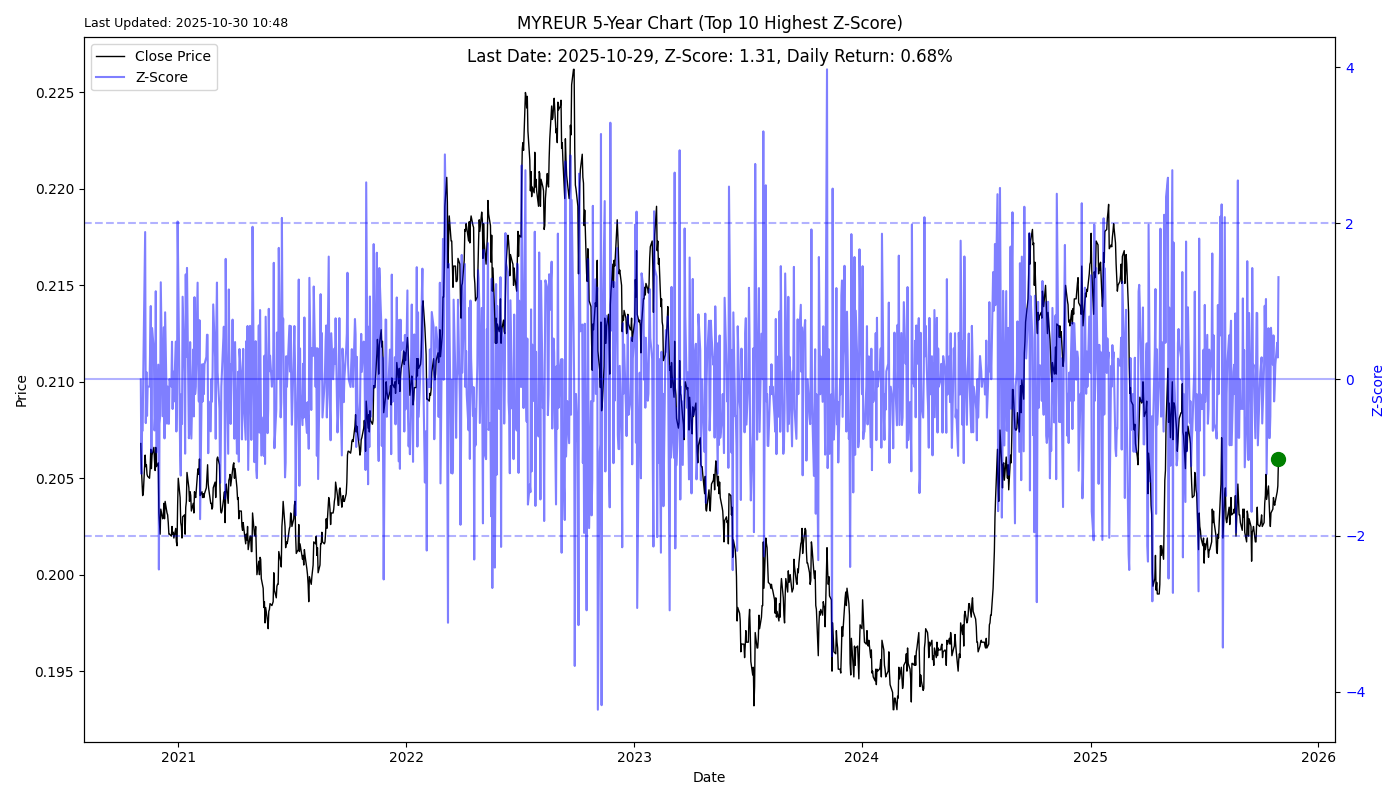 Last Updated: 2025-10-30 10:48
MYREUR 5-Year Chart (Top 10 Highest Z-Score)
Last Date: 2025-10-29, Z-Score: 1.31, Daily Return: 0.68%
Close Price
Z-Score
0.225
0.220
0.215
0.210
0.205
0.200
0.195
Price
4
2
0
−2
−4
Z-Score
2021
2022
2023
2024
2025
2026
Date